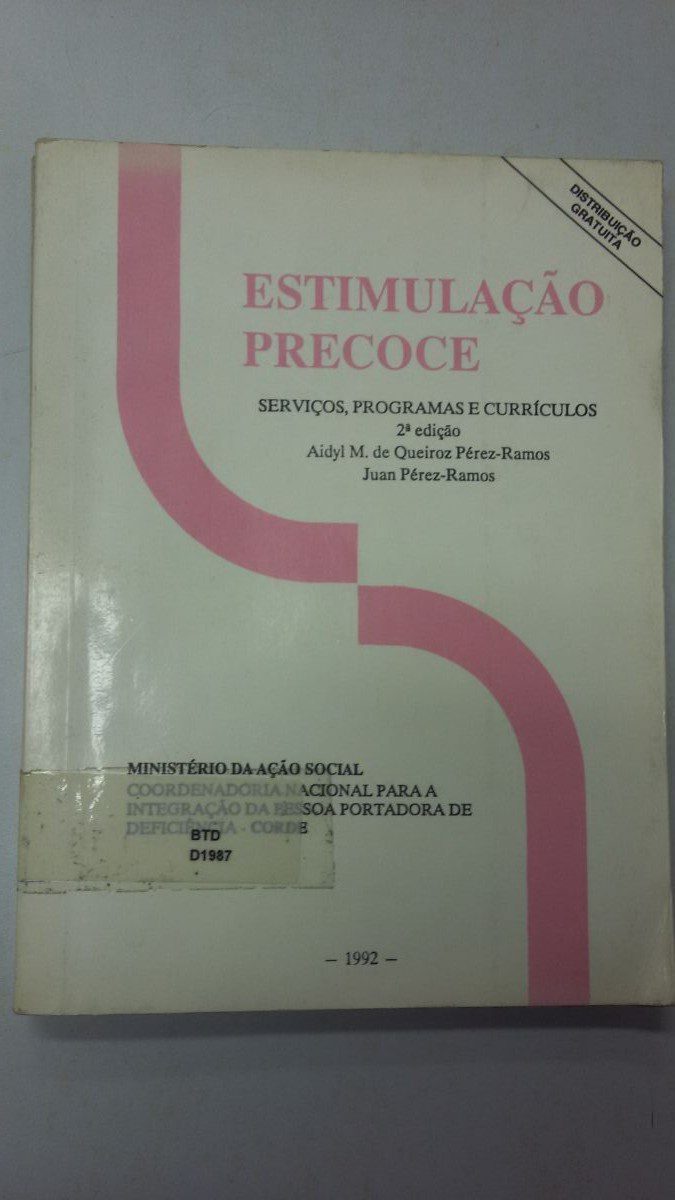 DISTRIBUIÇÃO
GRATUITA
ESTIMULAÇÃO
PRECOCE
SERVIÇOS, PROGRAMAS E CURRÍCULOS
2ª edição
Aidyl M. de Queiroz Pérez-Ramos
Juan Pérez-Ramos
MINISTÉRIO DA AÇÃO SOCIAL
COORDENADORIA NACIONAL PARA A
INTEGRAÇÃO DA PESSOA PORTADORA DE
DEFICIÊNCIA - CORDE
BTD
D1987
– 1992 –